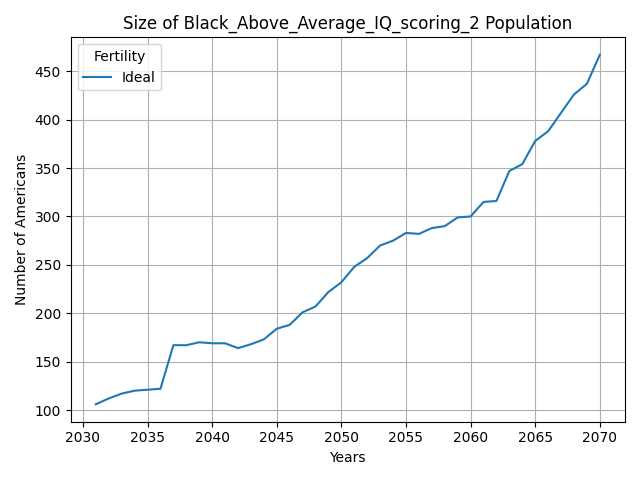 Size of Black_Above_Average_IQ_scoring_2 Population
Fertility
Ideal
Number of Americans
450
400
350
300
250
200
150
100
2030 2035 2040 2045 2050 2055 2060 2065 2070
Years